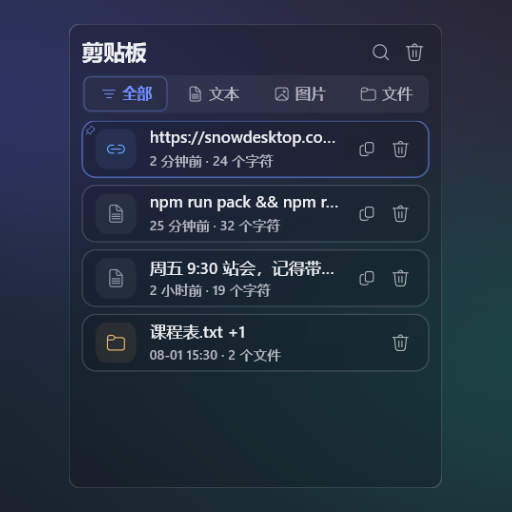 剪贴板
全部 文本 图片 文件
https://snowdesktop.co...
2 分钟前 · 24 个字符
npm run pack && npm r...
25 分钟前 · 32 个字符
周五 9:30 站会，记得带...
2 小时前 · 19 个字符
课程表.txt +1
08-01 15:30 · 2 个文件